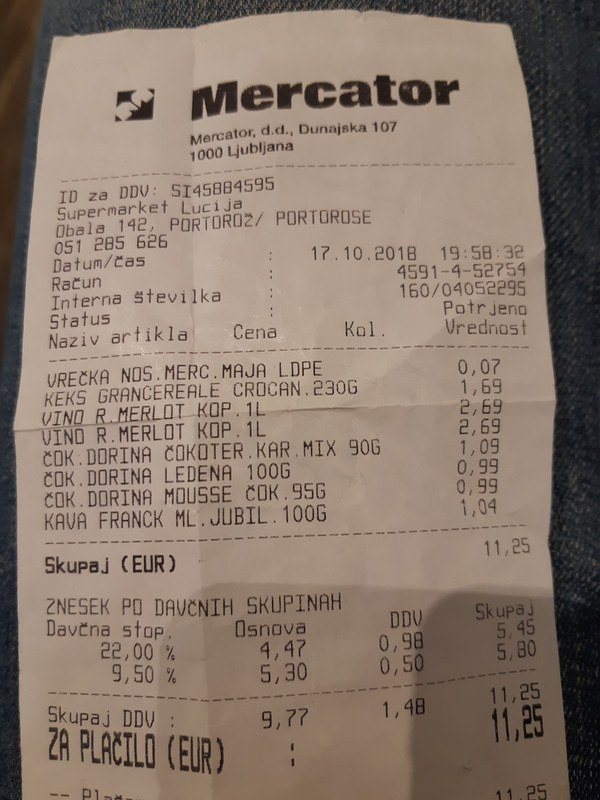 Mercator
Mercator, d.d., Dunajska 107
1000 Ljubljana
ID za DDV: SI45884595
Supermarket Lucija
Obala 142, PORTOROŽ/ PORTOROSE
051 285 626
Datum/čas : 17.10.2018 19:58:32
Račun : 4591-4-52754
Interna številka : 160/04052295
Status : Potrjeno
Naziv artikla Cena Kol. Vrednost
VREČKA NOS.MERC.MAJA LDPE 0,07
KEKS GRANCEREALE CROCAN.230G 1,69
VINO R.MERLOT KOP.1L 2,69
VINO R.MERLOT KOP.1L 2,69
ČOK.DORINA ČOKOTER.KAR.MIX 90G 1,09
ČOK.DORINA LEDENA 100G 0,99
ČOK.DORINA MOUSSE ČOK.95G 0,99
KAVA FRANCK ML.JUBIL.100G 1,04
Skupaj (EUR) 11,25
ZNESEK PO DAVČNIH SKUPINAH
Davčna stop. Osnova DDV Skupaj
22,00 % 4,47 0,98 5,45
9,50 % 5,30 0,50 5,80
Skupaj DDV : 9,77 1,48 11,25
ZA PLAČILO (EUR) : 11,25
11,25